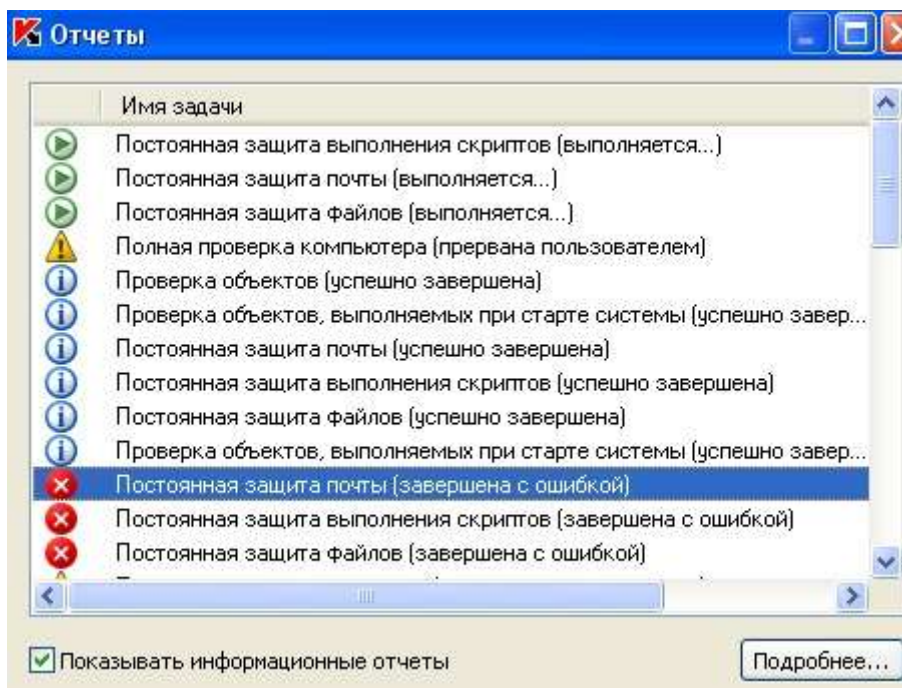 Отчеты
Имя задачи
Постоянная защита выполнения скриптов (выполняется...)
Постоянная защита почты (выполняется...)
Постоянная защита файлов (выполняется...)
Полная проверка компьютера (прервана пользователем)
Проверка объектов (успешно завершена)
Проверка объектов, выполняемых при старте системы (успешно завер...
Постоянная защита почты (успешно завершена)
Постоянная защита выполнения скриптов (успешно завершена)
Постоянная защита файлов (успешно завершена)
Проверка объектов, выполняемых при старте системы (успешно завер...
Постоянная защита почты (завершена с ошибкой)
Постоянная защита выполнения скриптов (завершена с ошибкой)
Постоянная защита файлов (завершена с ошибкой)
Показывать информационные отчеты
Подробнее...